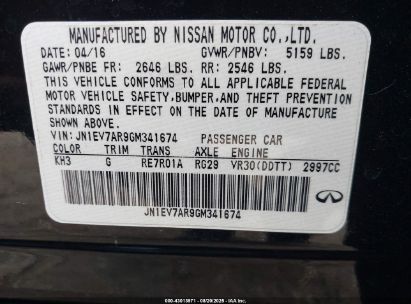 MANUFACTURED BY NISSAN MOTOR CO.,LTD.
DATE: 04/16 GVWR/PNBV: 5159 LBS.
GAWR/PNBE FR: 2646 LBS. RR: 2546 LBS.
THIS VEHICLE CONFORMS TO ALL APPLICABLE FEDERAL
MOTOR VEHICLE SAFETY,BUMPER,AND THEFT PREVENTION
STANDARDS IN EFFECT ON THE DATE OF MANUFACTURE
SHOWN ABOVE.
VIN:JN1EV7AR9GM341674 PASSENGER CAR
COLOR TRIM TRANS AXLE ENGINE
KH3 G RE7R01A RG29 VR30(DDTT) 2997CC
JN1EV7AR9GM341674